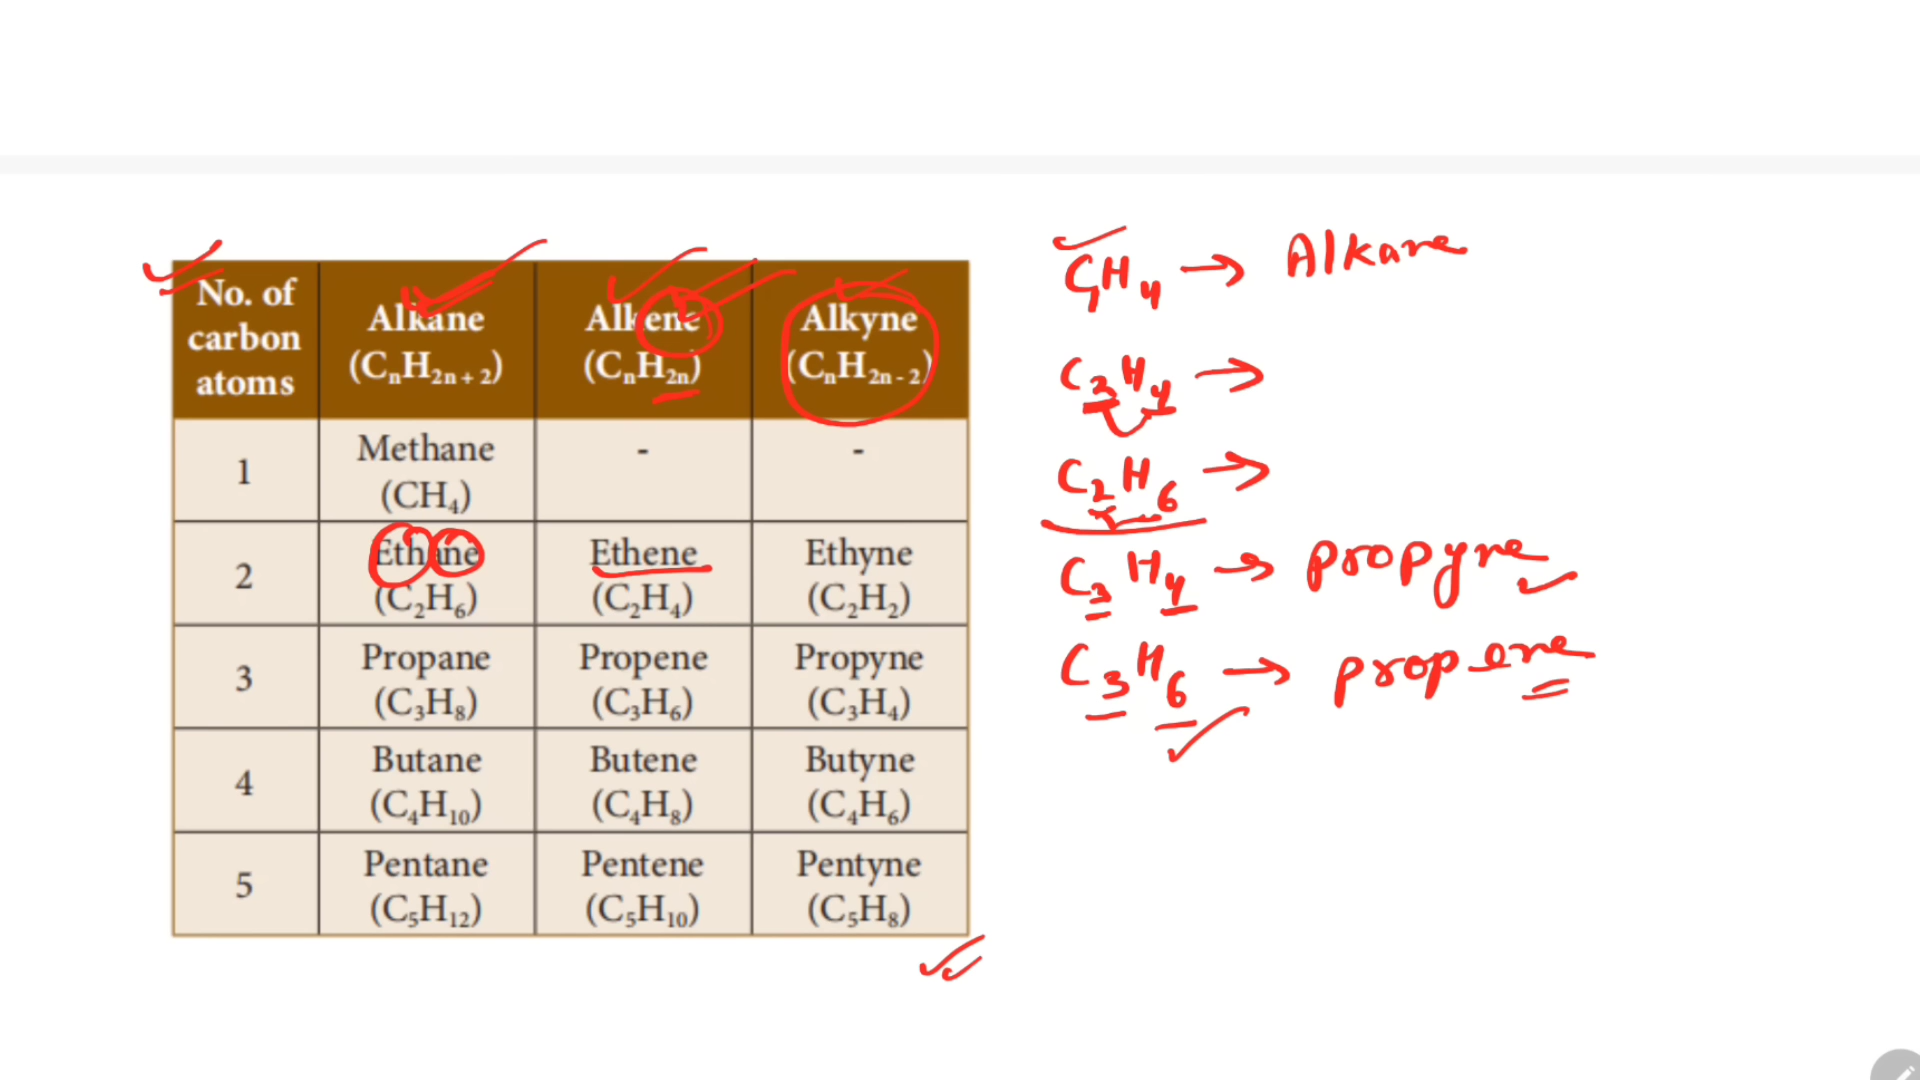 No. of carbon atoms | Alkane (CₙH₂ₙ₊₂) | Alkene (CₙH₂ₙ) | Alkyne (CₙH₂ₙ₋₂)
1 | Methane (CH₄) | - | -
2 | Ethane (C₂H₆) | Ethene (C₂H₄) | Ethyne (C₂H₂)
3 | Propane (C₃H₈) | Propene (C₃H₆) | Propyne (C₃H₄)
4 | Butane (C₄H₁₀) | Butene (C₄H₈) | Butyne (C₄H₆)
5 | Pentane (C₅H₁₂) | Pentene (C₅H₁₀) | Pentyne (C₅H₈)
C₁H₄ → Alkane
C₂H₄ →
C₂H₆ →
C₃H₄ → propyne
C₃H₆ → propene